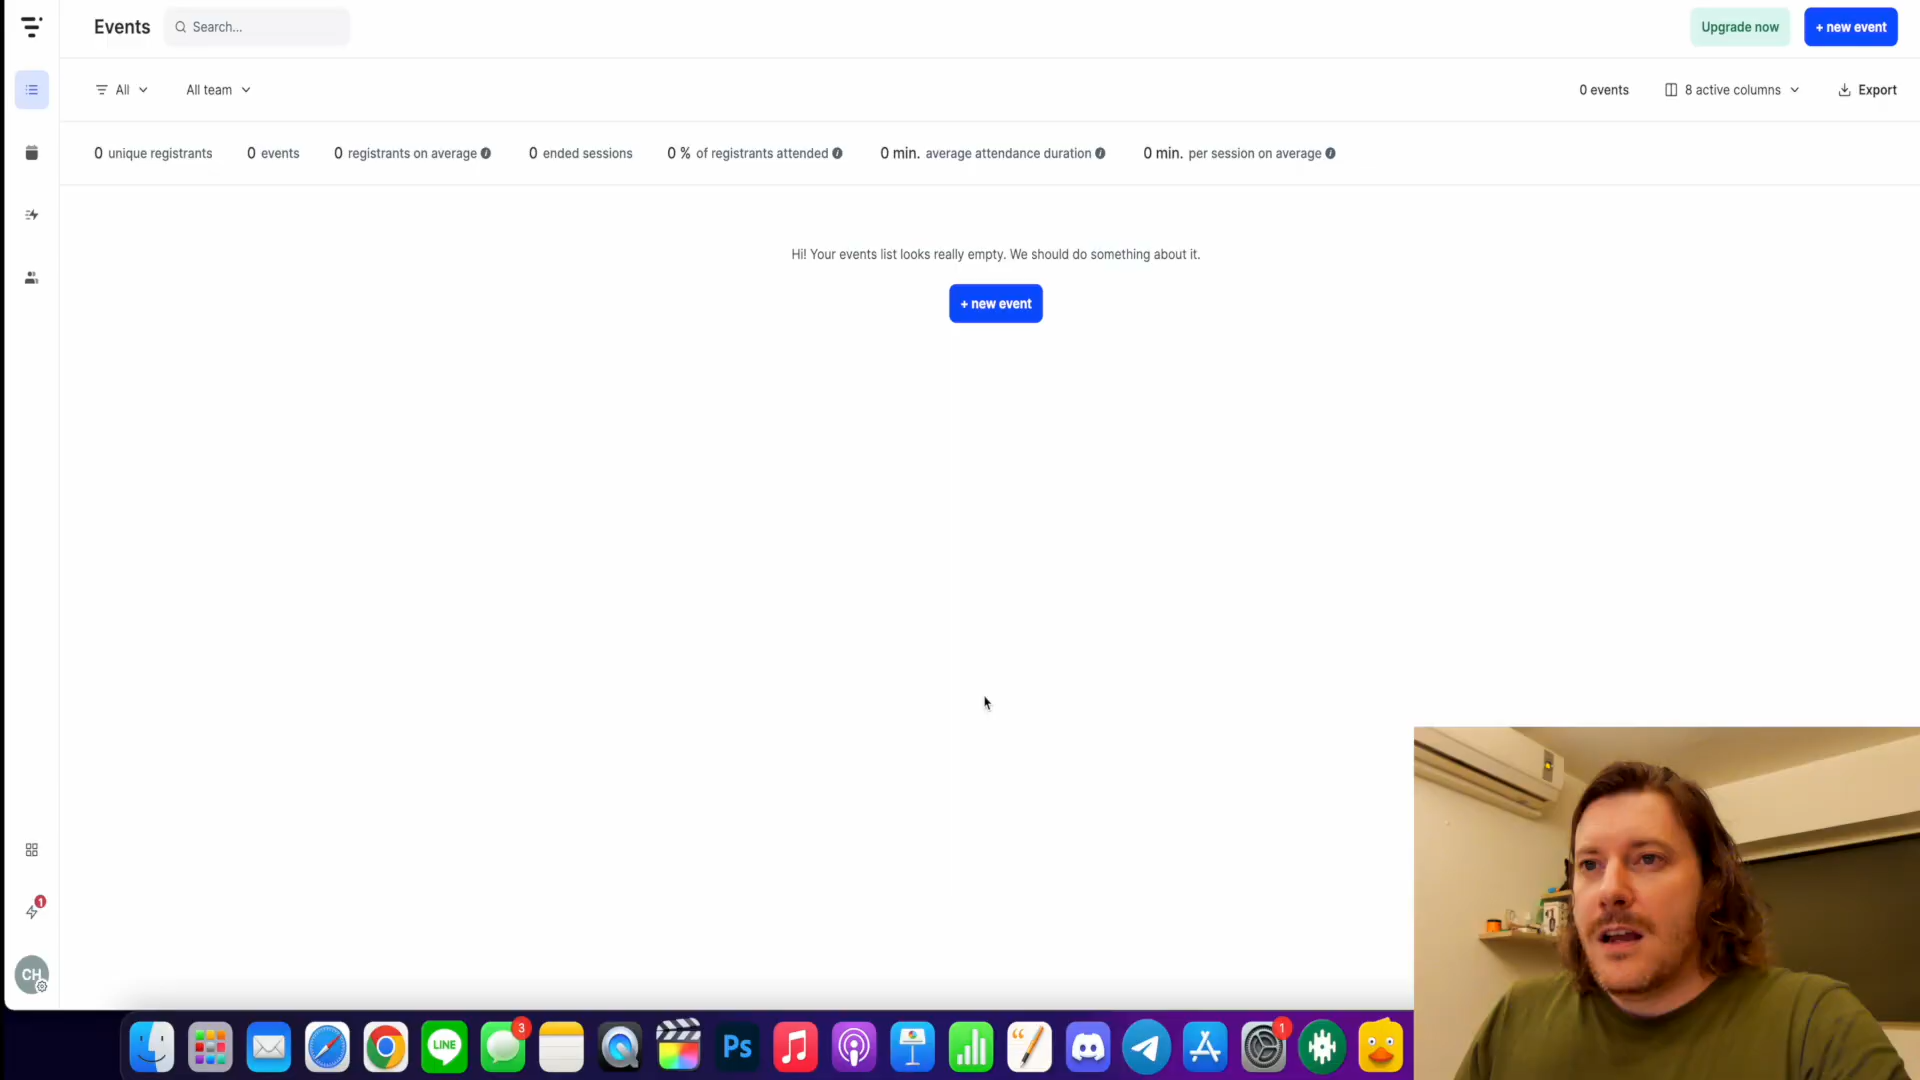 Events
Search...
Upgrade now
+ new event
All
All team
0 events
8 active columns
Export
0 unique registrants
0 events
0 registrants on average
0 ended sessions
0 % of registrants attended
0 min. average attendance duration
0 min. per session on average
Hi! Your events list looks really empty. We should do something about it.
+ new event
1
CH
LINE
3
Ps
1